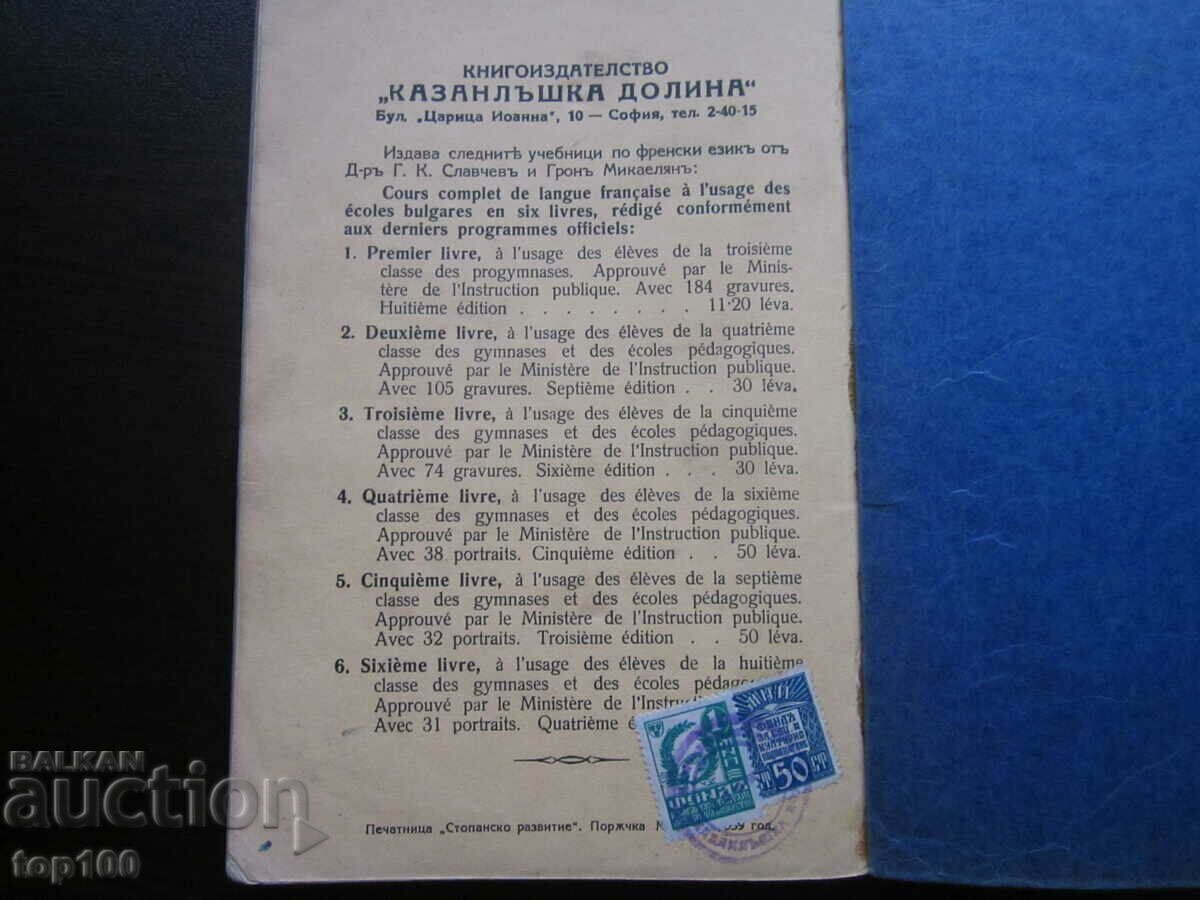 КНИГОИЗДАТЕЛСТВО
„КАЗАНЛЪШКА ДОЛИНА“
Бул. „Царица Иоанна“, 10 — София, тел. 2-40-15
Издава следнитѣ учебници по френски езикъ отъ
Д-ръ Г. К. Славчев и Гронъ Микаелянъ:
Cours complet de langue française à l'usage des
écoles bulgares en six livres, rédigé conformément
aux derniers programmes officiels:
1. Premier livre, à l'usage des élèves de la troisième
classe des progymnases. Approuvé par le Minis-
tère de l'Instruction publique. Avec 184 gravures.
Huitième édition . . . . . . . . 11·20 léva.
2. Deuxième livre, à l'usage des élèves de la quatrième
classe des gymnases et des écoles pédagogiques.
Approuvé par le Ministère de l'Instruction publique.
Avec 105 gravures. Septième édition . . 30 léva.
3. Troisième livre, à l'usage des élèves de la cinquième
classe des gymnases et des écoles pédagogiques.
Approuvé par le Ministère de l'Instruction publique.
Avec 74 gravures. Sixième édition . . . 30 léva.
4. Quatrième livre, à l'usage des élèves de la sixième
classe des gymnases et des écoles pédagogiques.
Approuvé par le Ministère de l'Instruction publique.
Avec 38 portraits. Cinquième édition . . 50 léva.
5. Cinquième livre, à l'usage des élèves de la septième
classe des gymnases et des écoles pédagogiques.
Approuvé par le Ministère de l'Instruction publique.
Avec 32 portraits. Troisième édition . . 50 léva.
6. Sixième livre, à l'usage des élèves de la huitième
classe des gymnases et des écoles
Approuvé par le Ministère de
Avec 31 portraits. Quatrième
ФОНДЪ
50 СТ
Печатница „Стопанско развитие“. Поржчка № год.
BALKAN
auction
top100